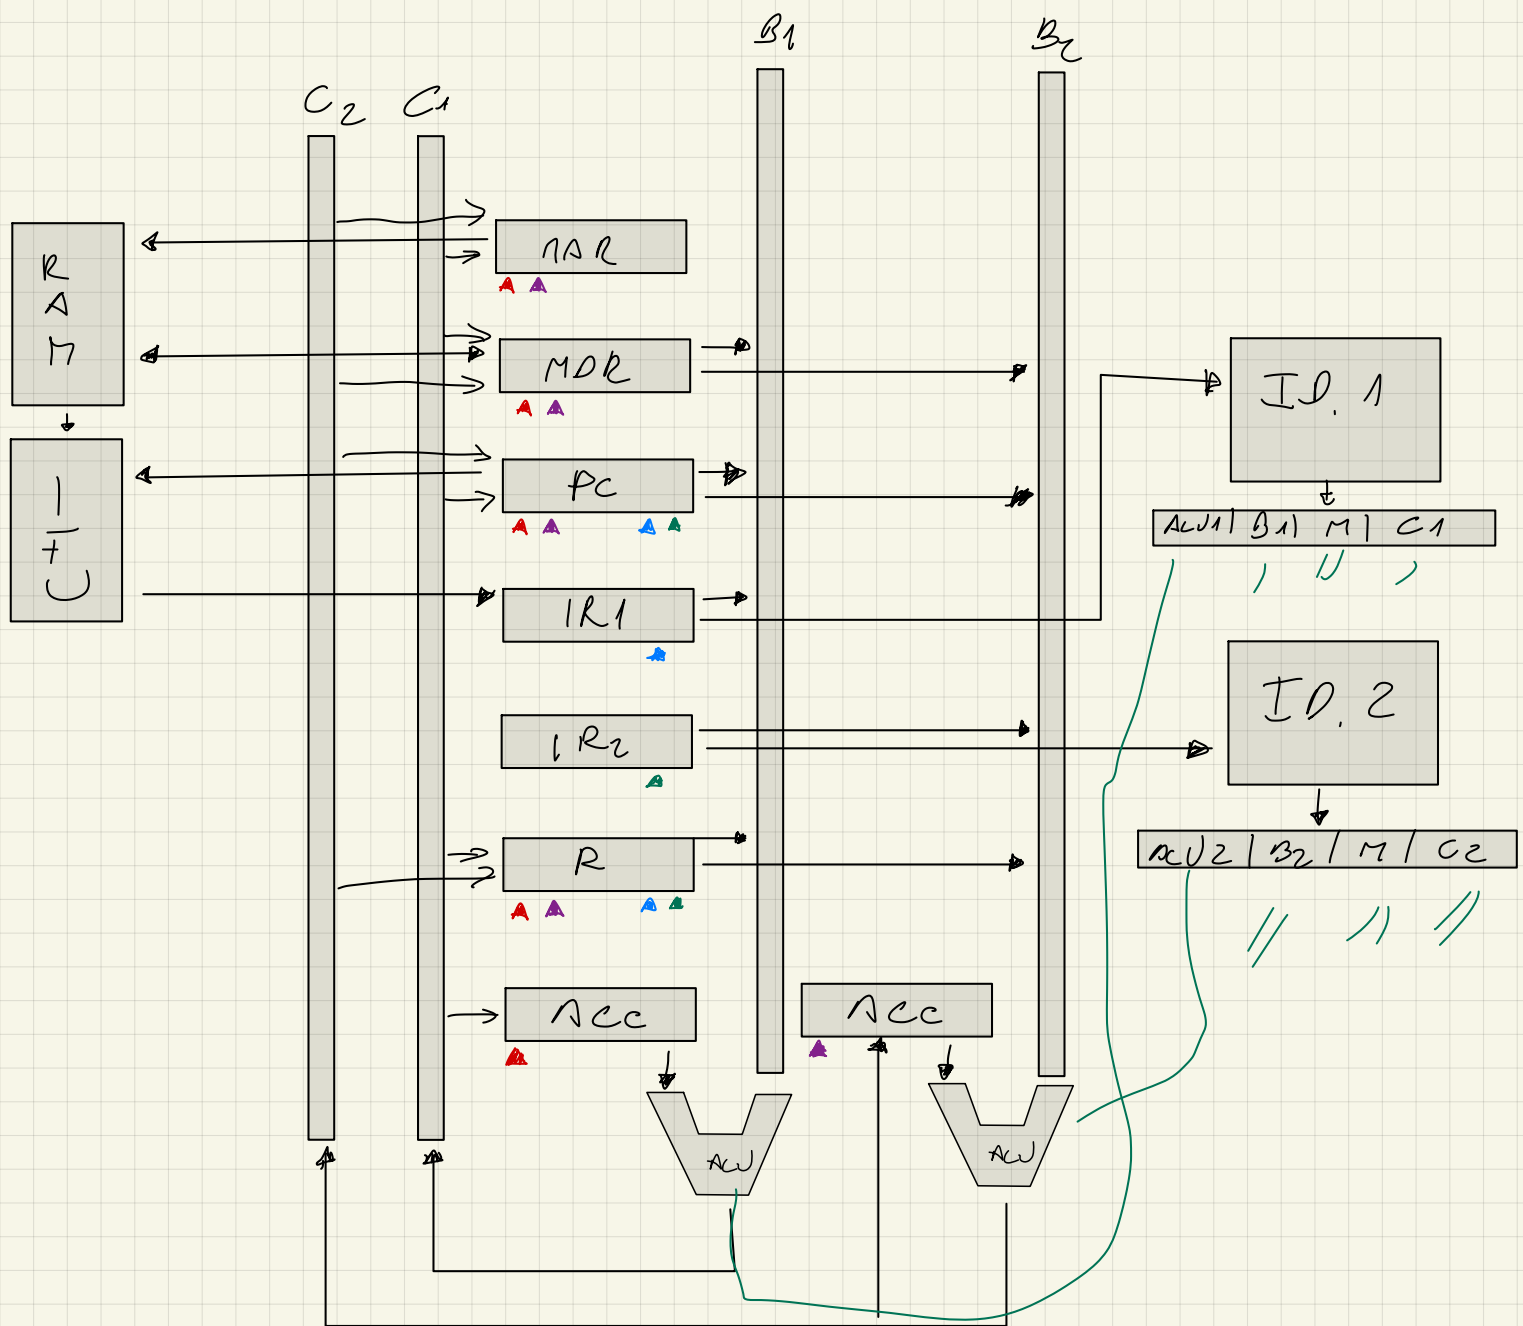 B1
B2
C2
C1
RAM
MAR
MDR
ID.1
PC
ALU1 | B1 | M | C1
IFU
IR1
ID.2
IR2
ALU2 | B2 | M | C2
R
ACC
ACC
ALU
ALU